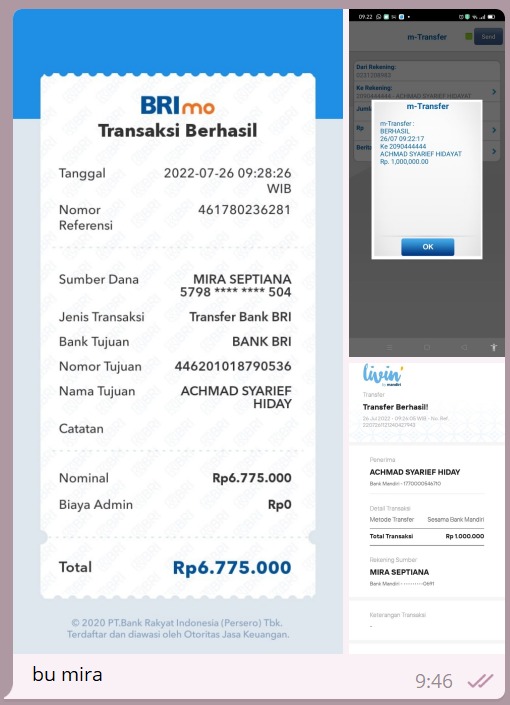 BRImo
Transaksi Berhasil
Tanggal 2022-07-26 09:28:26
WIB
Nomor 461780236281
Referensi
Sumber Dana MIRA SEPTIANA
5798 **** **** 504
Jenis Transaksi Transfer Bank BRI
Bank Tujuan BANK BRI
Nomor Tujuan 446201018790536
Nama Tujuan ACHMAD SYARIEF
HIDAY
Catatan
Nominal Rp6.775.000
Biaya Admin Rp0
Total Rp6.775.000
© 2020 PT.Bank Rakyat Indonesia (Persero) Tbk.
Terdaftar dan diawasi oleh Otoritas Jasa Keuangan.
09.22
m-Transfer Send
Dari Rekening:
Ke Rekening:
2090444444 - ACHMAD SYARIEF HIDAYAT
Rp
m-Transfer
m-Transfer :
BERHASIL
26/07 09:22:17
Ke 2090444444
ACHMAD SYARIEF HIDAYAT
Rp. 1,000,000.00
OK
livin'
by mandiri
Transfer
Transfer Berhasil!
26 Jul 2022 - 09:26:05 WIB - No. Ref.
Penerima
ACHMAD SYARIEF HIDAY
Bank Mandiri - 1770000546710
Detail Transaksi
Metode Transfer Sesama Bank Mandiri
Total Transaksi Rp 1.000.000
Rekening Sumber
MIRA SEPTIANA
Bank Mandiri
Keterangan Transaksi
-
bu mira
9:46